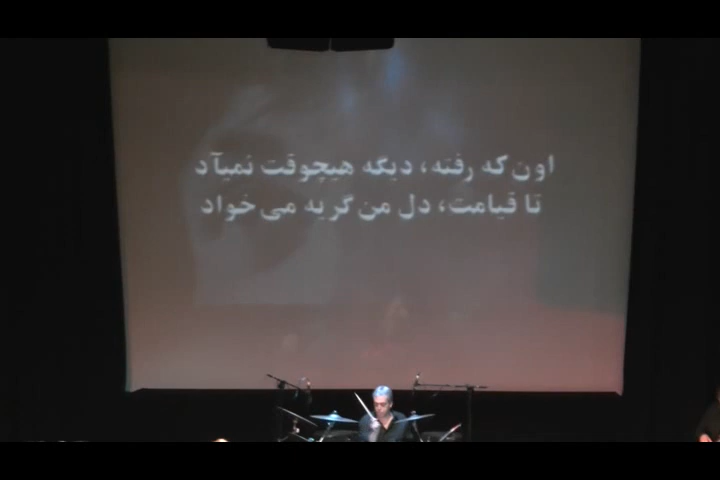 اون که رفته، دیگه هیچوقت نمیآد
تا قیامت، دل من گریه می خواد